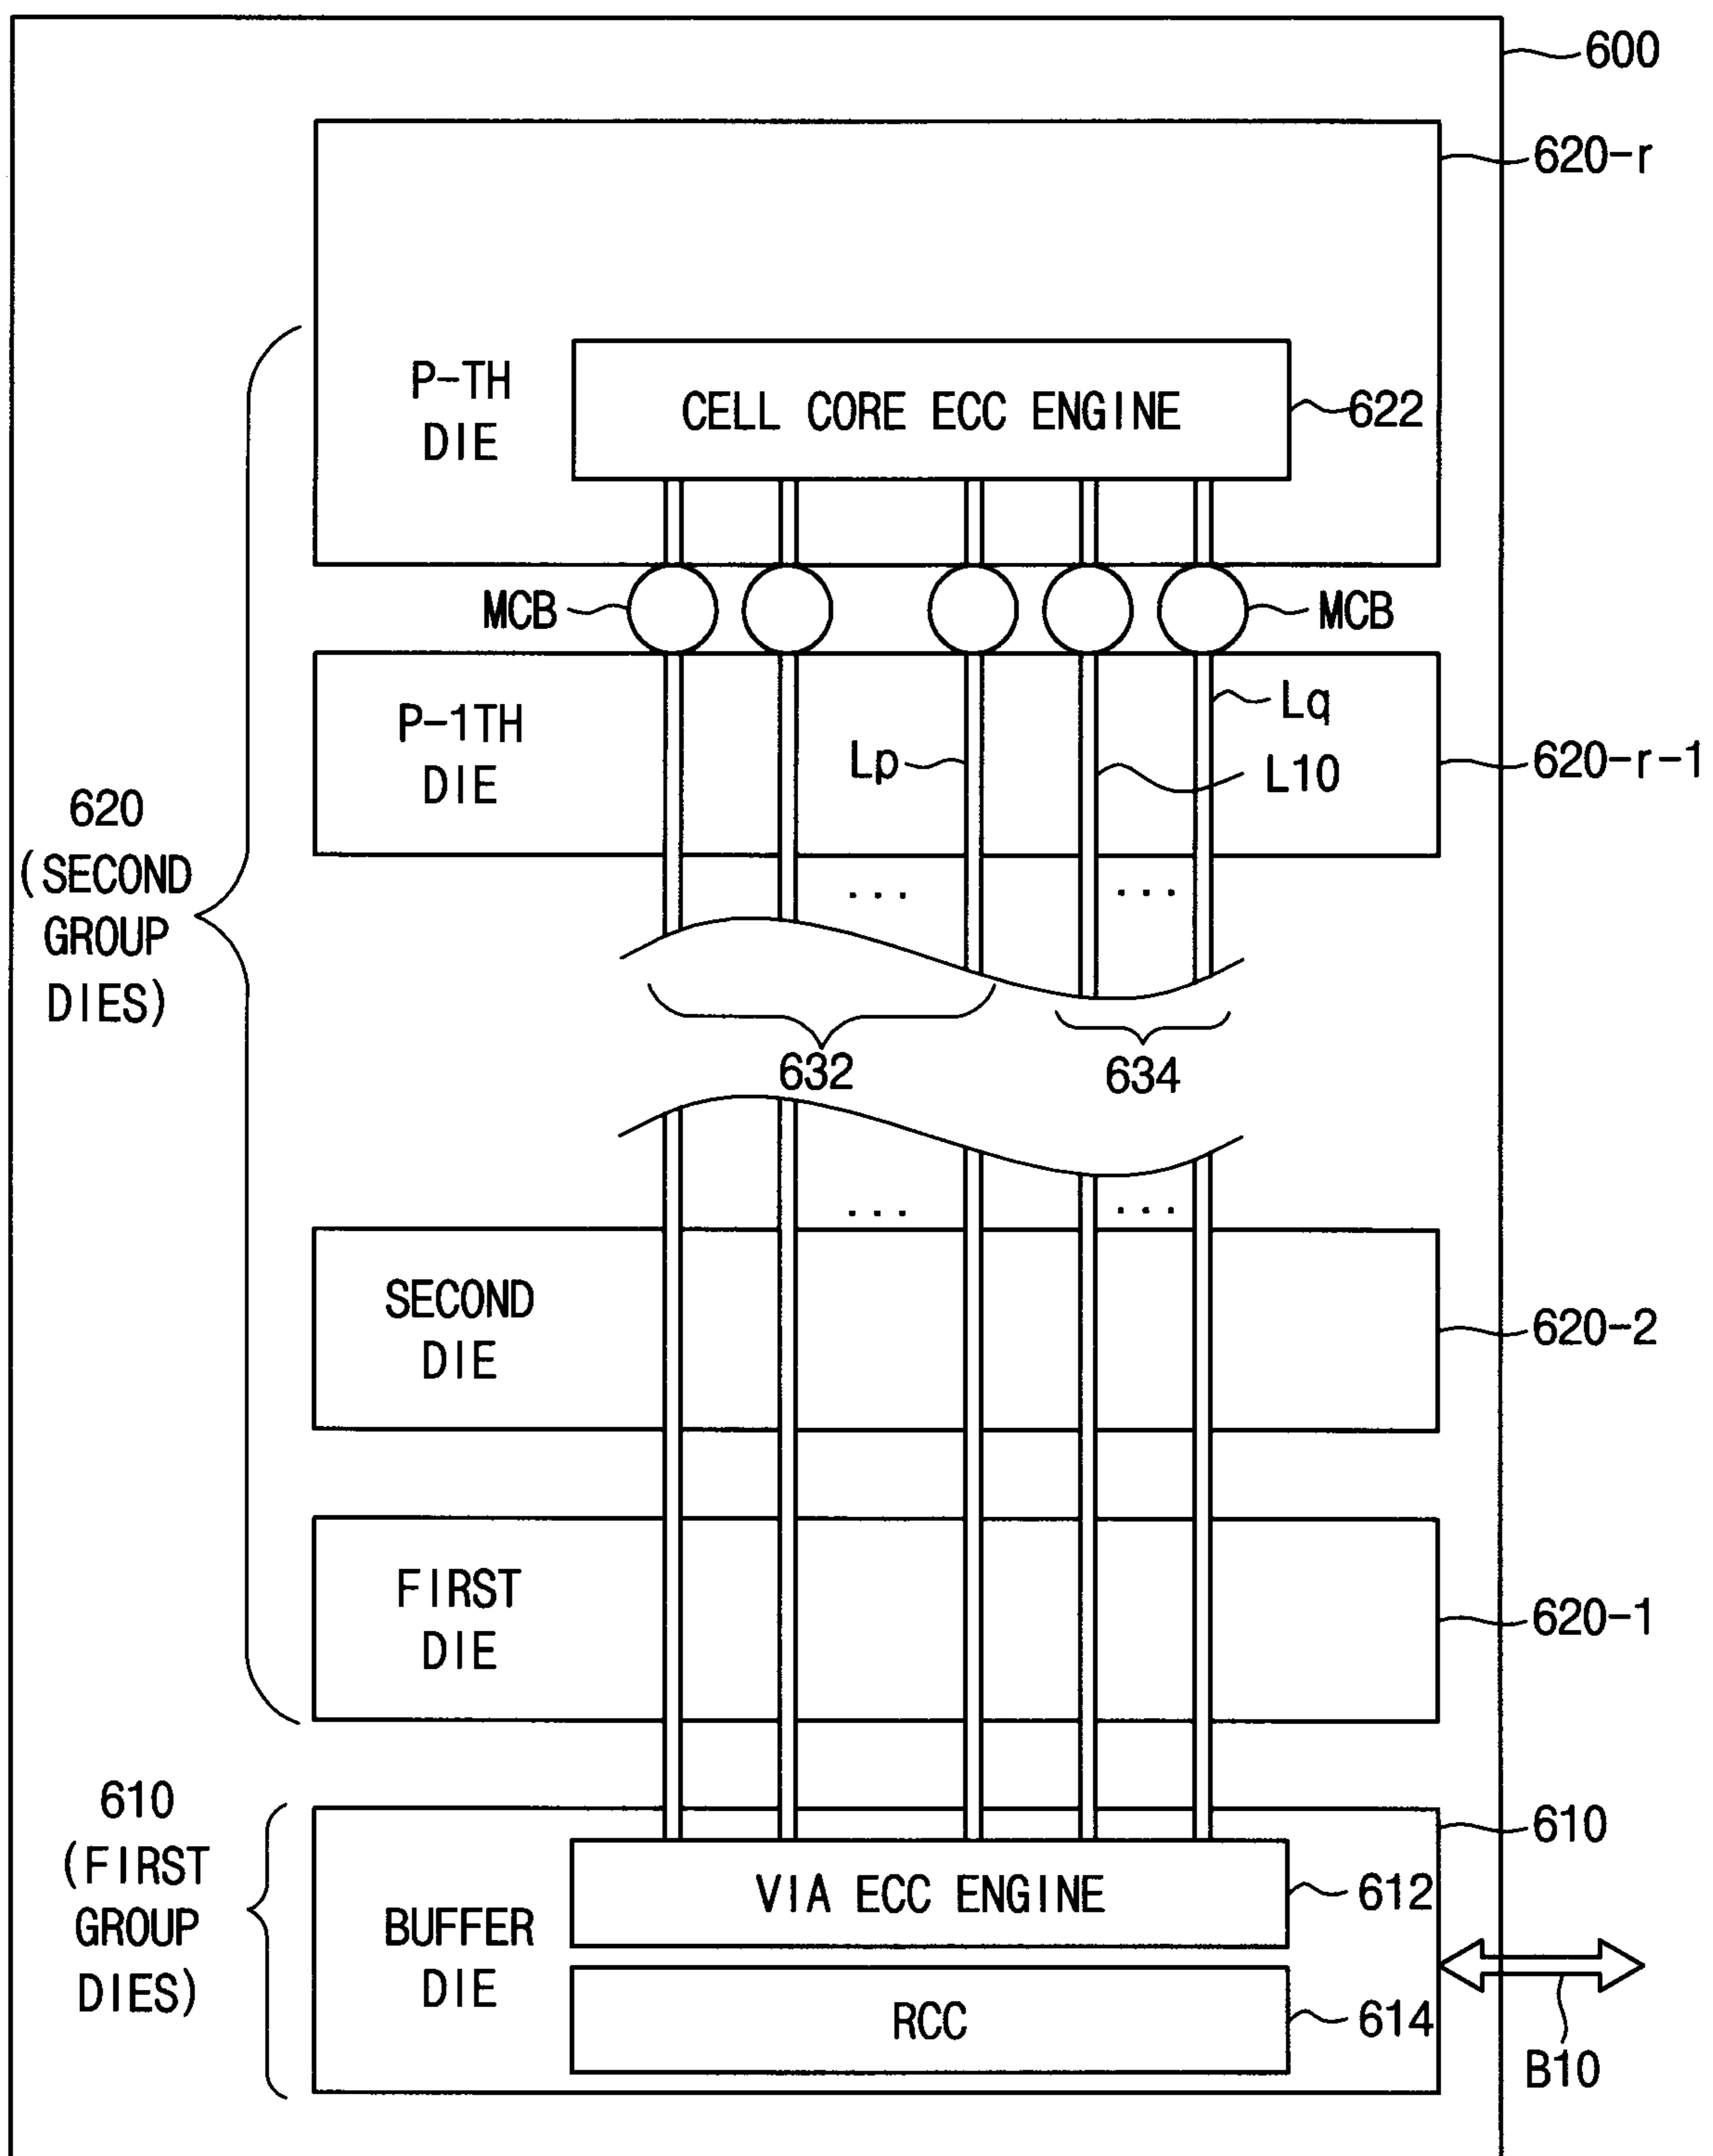 600
620-r
P-TH
DIE
CELL CORE ECC ENGINE
622
MCB
MCB
P-1TH
DIE
Lq
Lp
L10
620-r-1
620
(SECOND
GROUP
DIES)
...
...
632
634
...
...
SECOND
DIE
620-2
FIRST
DIE
620-1
610
(FIRST
GROUP
DIES)
610
BUFFER
DIE
VIA ECC ENGINE
612
RCC
614
B10